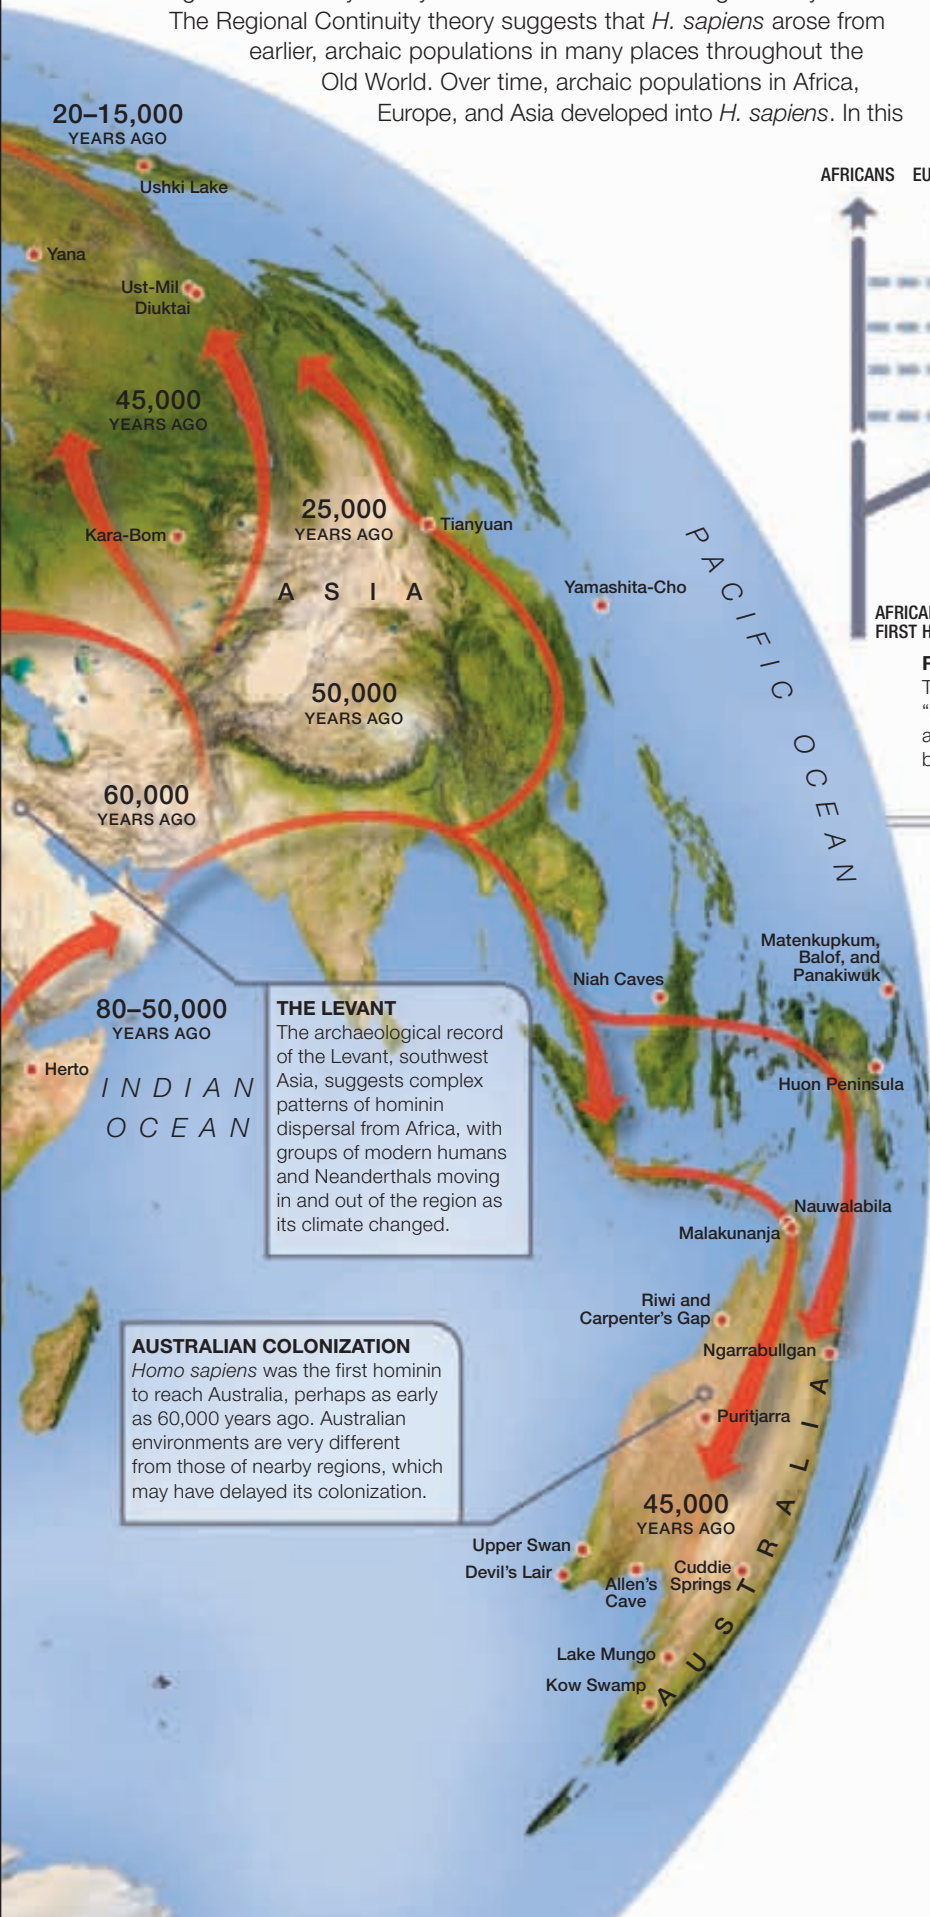 The Regional Continuity theory suggests that H. sapiens arose from
earlier, archaic populations in many places throughout the
Old World. Over time, archaic populations in Africa,
Europe, and Asia developed into H. sapiens. In this
20–15,000
YEARS AGO
Ushki Lake
AFRICANS
Yana
Ust-Mil
Diuktai
45,000
YEARS AGO
25,000
YEARS AGO
Tianyuan
Kara-Bom
ASIA
Yamashita-Cho
PACIFIC OCEAN
FIRST
50,000
YEARS AGO
60,000
YEARS AGO
Matenkupkum,
Balof, and
Panakiwuk
Niah Caves
80–50,000
YEARS AGO
Herto
INDIAN
OCEAN
THE LEVANT
The archaeological record
of the Levant, southwest
Asia, suggests complex
patterns of hominin
dispersal from Africa, with
groups of modern humans
and Neanderthals moving
in and out of the region as
its climate changed.
Huon Peninsula
Nauwalabila
Malakunanja
Riwi and
Carpenter's Gap
Ngarrabullgan
AUSTRALIAN COLONIZATION
Homo sapiens was the first hominin
to reach Australia, perhaps as early
as 60,000 years ago. Australian
environments are very different
from those of nearby regions, which
may have delayed its colonization.
Puritjarra
AUSTRALIA
45,000
YEARS AGO
Upper Swan
Devil's Lair
Allen's
Cave
Cuddie
Springs
Lake Mungo
Kow Swamp